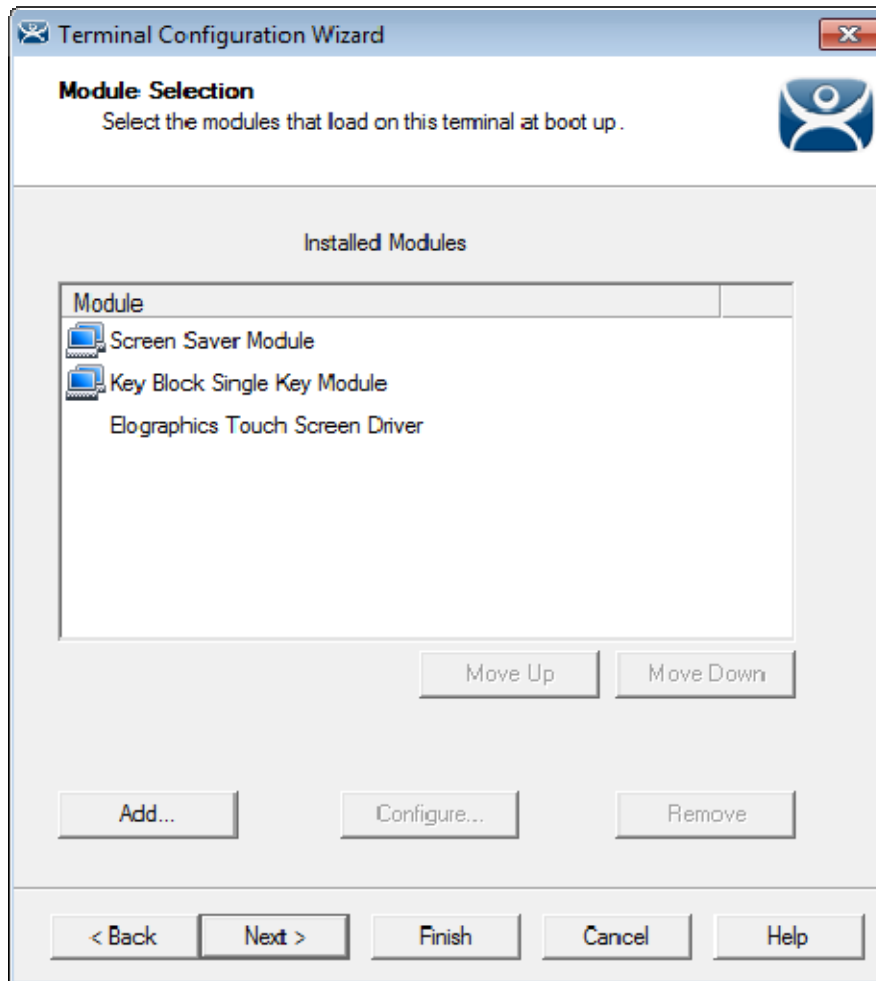 Terminal Configuration Wizard
Module Selection
Select the modules that load on this terminal at boot up.
Installed Modules
Module
Screen Saver Module
Key Block Single Key Module
Elographics Touch Screen Driver
Move Up
Move Down
Add...
Configure...
Remove
< Back
Next >
Finish
Cancel
Help